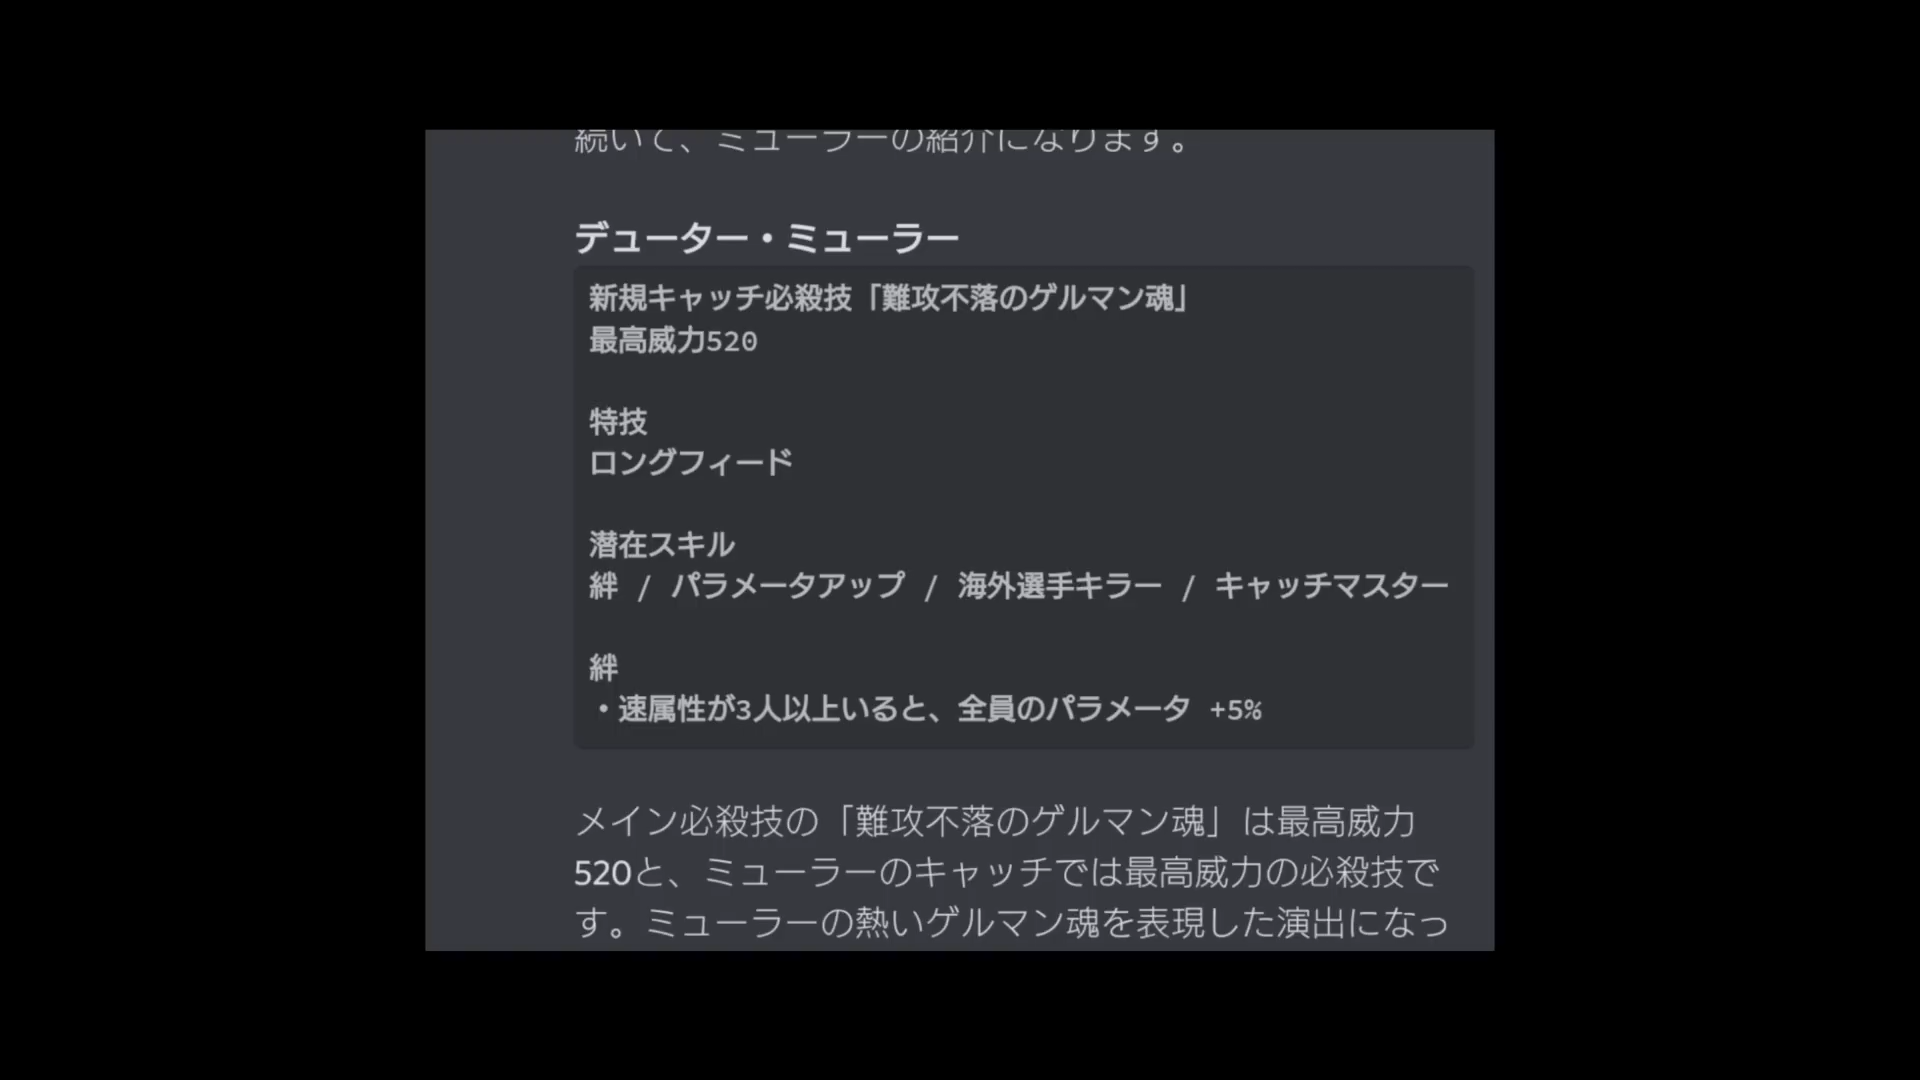 続いて、ミューラーの紹介になります。
デューター・ミューラー
新規キャッチ必殺技「難攻不落のゲルマン魂」
最高威力520
特技
ロングフィード
潜在スキル
絆 / パラメータアップ / 海外選手キラー / キャッチマスター
絆
・速属性が3人以上いると、全員のパラメータ +5%
メイン必殺技の「難攻不落のゲルマン魂」は最高威力
520と、ミューラーのキャッチでは最高威力の必殺技で
す。ミューラーの熱いゲルマン魂を表現した演出になっ